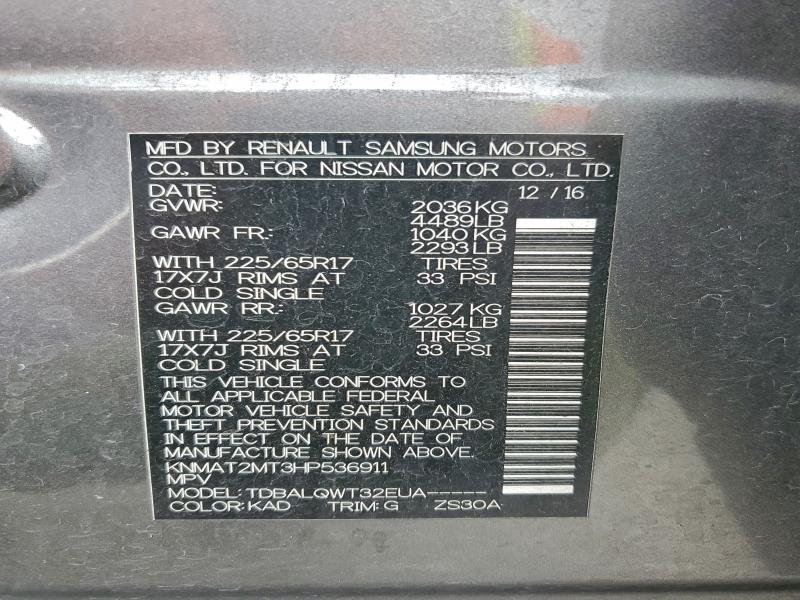 MFD BY RENAULT SAMSUNG MOTORS
CO., LTD. FOR NISSAN MOTOR CO., LTD.
DATE: 12 / 16
GVWR: 2036 KG
4489 LB
GAWR FR.: 1040 KG
2293 LB
WITH 225/65R17 TIRES
17X7J RIMS AT 33 PSI
COLD SINGLE
GAWR RR.: 1027 KG
2264 LB
WITH 225/65R17 TIRES
17X7J RIMS AT 33 PSI
COLD SINGLE
THIS VEHICLE CONFORMS TO
ALL APPLICABLE FEDERAL
MOTOR VEHICLE SAFETY AND
THEFT PREVENTION STANDARDS
IN EFFECT ON THE DATE OF
MANUFACTURE SHOWN ABOVE.
KNMAT2MT3HP536911
MPV
MODEL: TDBALQWT32EUA-----
COLOR: KAD TRIM: G ZS30A